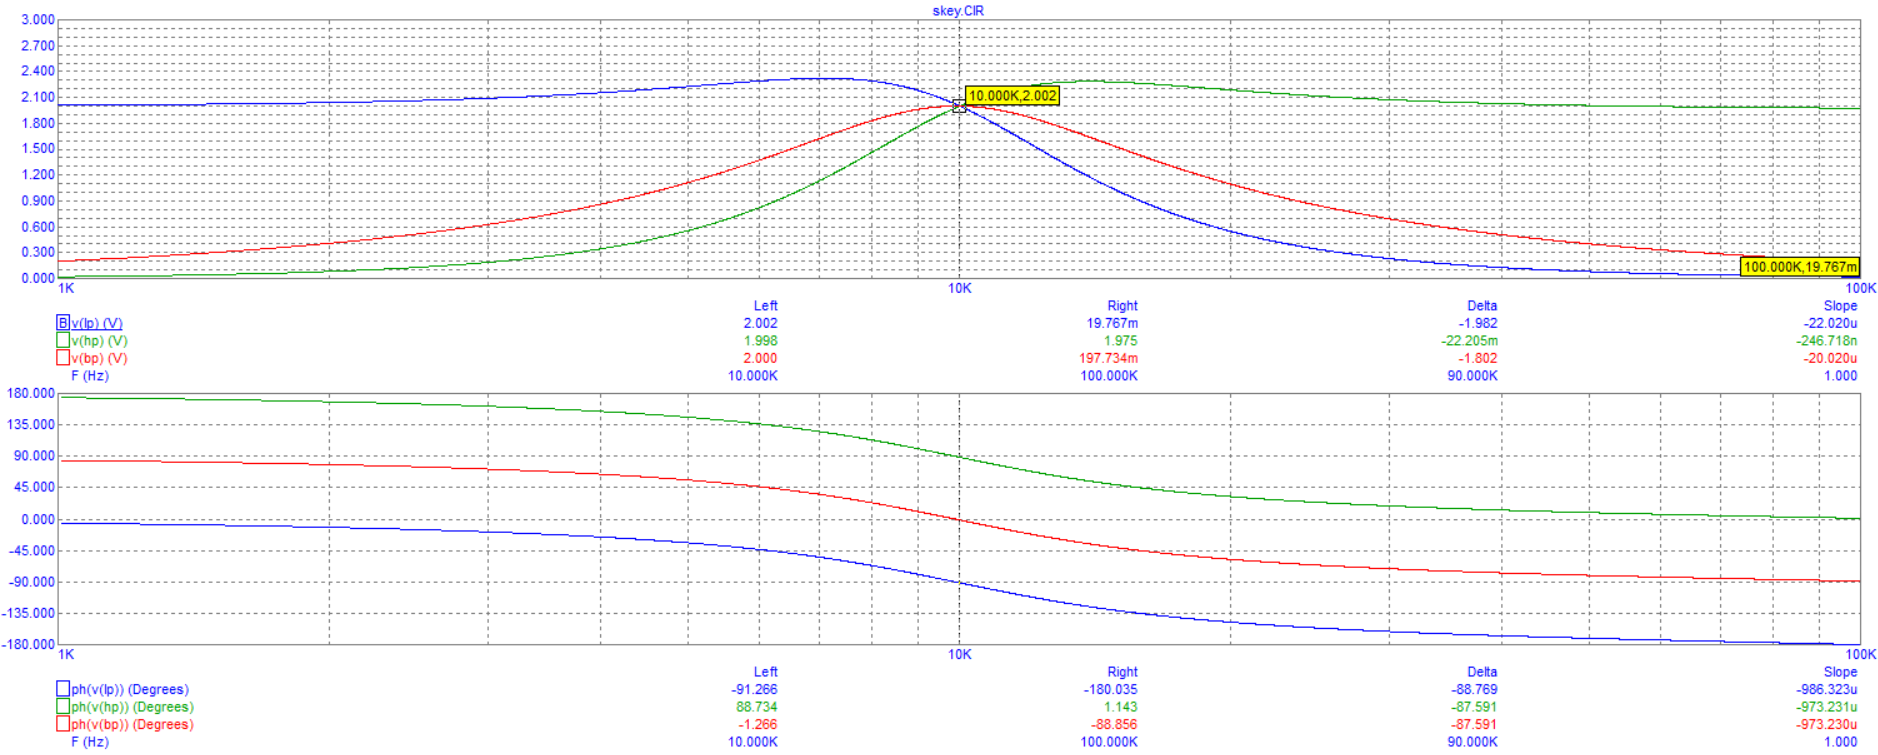 skey.CIR
3.000
2.700
2.400
2.100
1.800
1.500
1.200
0.900
0.600
0.300
0.000
10.000K,2.002
100.000K,19.767m
1K 10K 100K
Left Right Delta Slope
B v(lp) (V) 2.002 19.767m -1.982 -22.020u
v(hp) (V) 1.998 1.975 -22.205m -246.718n
v(bp) (V) 2.000 197.734m -1.802 -20.020u
F (Hz) 10.000K 100.000K 90.000K 1.000
180.000
135.000
90.000
45.000
0.000
-45.000
-90.000
-135.000
-180.000
1K 10K 100K
Left Right Delta Slope
ph(v(lp)) (Degrees) -91.266 -180.035 -88.769 -986.323u
ph(v(hp)) (Degrees) 88.734 1.143 -87.591 -973.231u
ph(v(bp)) (Degrees) -1.266 -88.856 -87.591 -973.230u
F (Hz) 10.000K 100.000K 90.000K 1.000